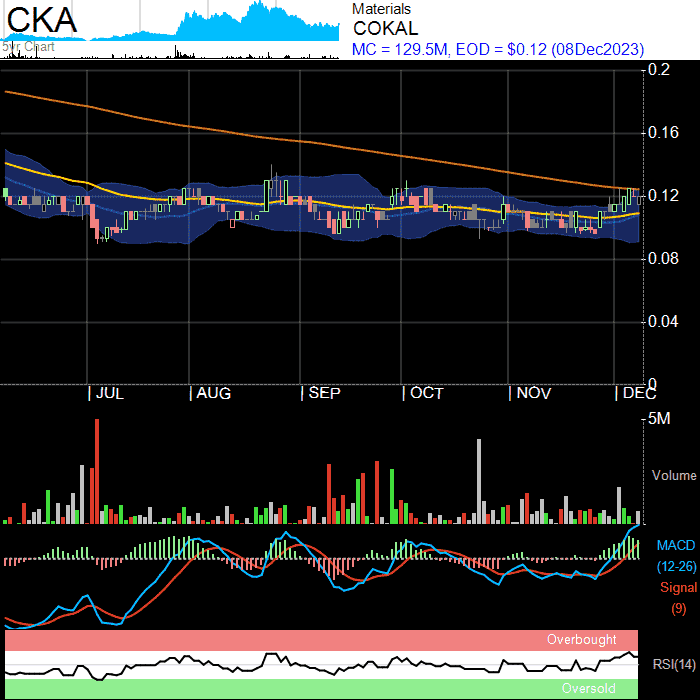 CKA
5yr Chart
Materials
COKAL
MC = 129.5M, EOD = $0.12 (08Dec2023)
0.2
0.16
0.12
0.08
0.04
0
JUL AUG SEP OCT NOV DEC
5M
Volume
MACD
(12-26)
Signal
(9)
Overbought
RSI(14)
Oversold